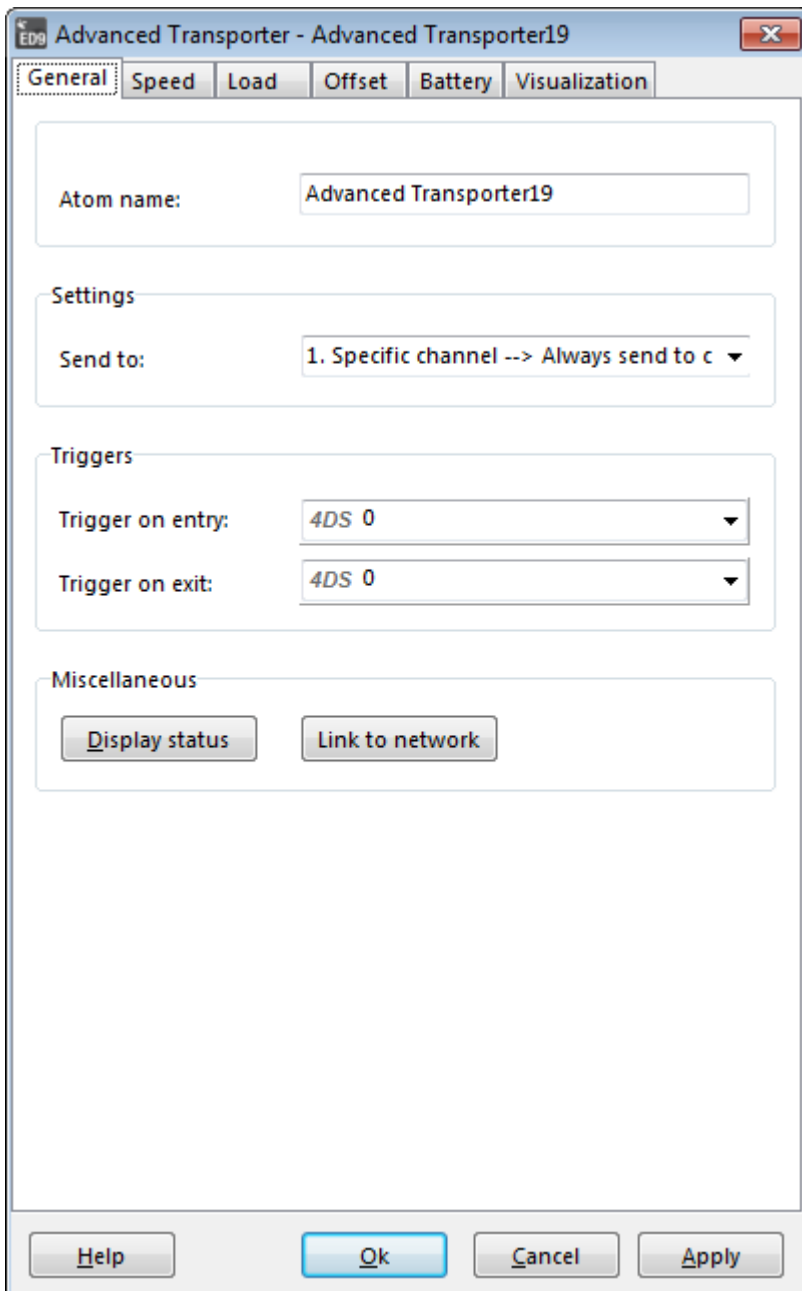 ED9 Advanced Transporter - Advanced Transporter19
General Speed Load Offset Battery Visualization
Atom name: Advanced Transporter19
Settings
Send to: 1. Specific channel --> Always send to c
Triggers
Trigger on entry: 4DS 0
Trigger on exit: 4DS 0
Miscellaneous
Display status Link to network
Help Ok Cancel Apply